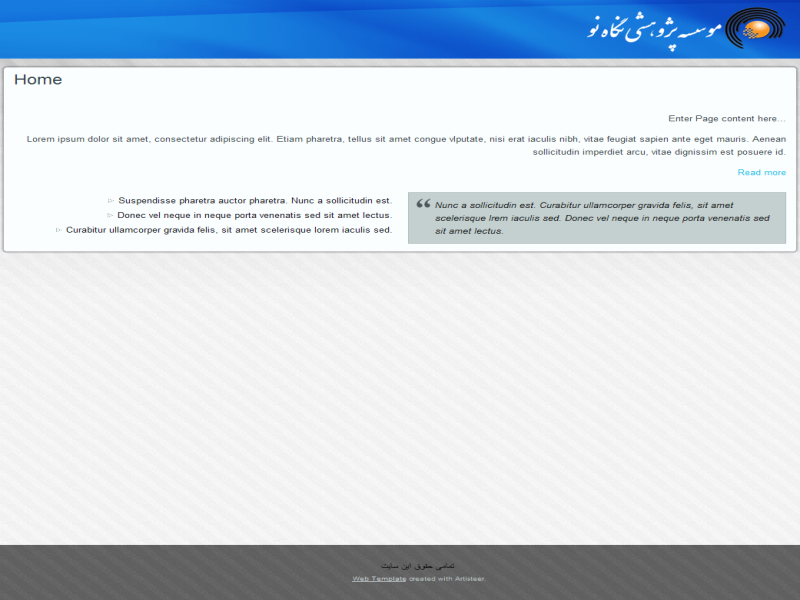 موسسه پژوهشی نگاه نو
Home
Enter Page content here...
Lorem ipsum dolor sit amet, consectetur adipiscing elit. Etiam pharetra, tellus sit amet congue vlputate, nisi erat iaculis nibh, vitae feugiat sapien ante eget mauris. Aenean
sollicitudin imperdiet arcu, vitae dignissim est posuere id.
Read more
Suspendisse pharetra auctor pharetra. Nunc a sollicitudin est.
Donec vel neque in neque porta venenatis sed sit amet lectus.
Curabitur ullamcorper gravida felis, sit amet scelerisque lorem iaculis sed.
“ Nunc a sollicitudin est. Curabitur ullamcorper gravida felis, sit amet
scelerisque lrem iaculis sed. Donec vel neque in neque porta venenatis sed
sit amet lectus.
تمامی حقوق این سایت
Web Template created with Artisteer.